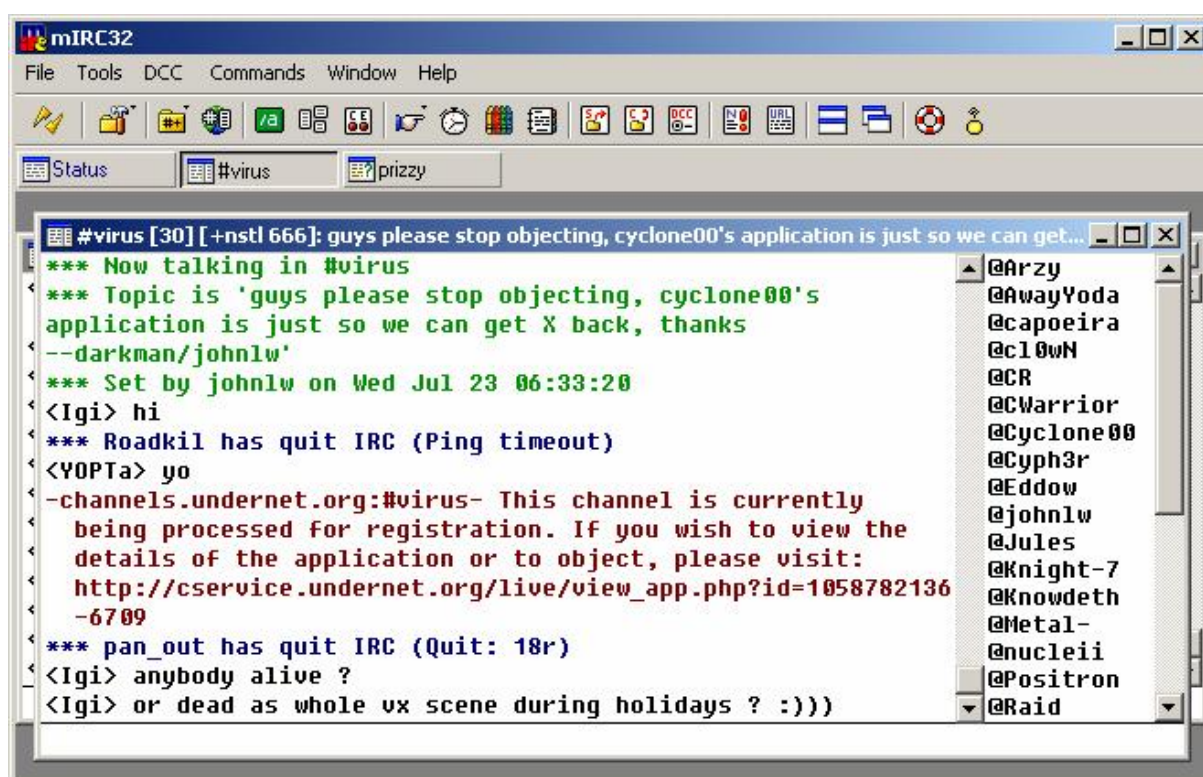 mIRC32
File Tools DCC Commands Window Help
Status #virus prizzy
#virus [30] [+nstl 666]: guys please stop objecting, cyclone00's application is just so we can get...
*** Now talking in #virus
*** Topic is 'guys please stop objecting, cyclone00's
application is just so we can get X back, thanks
--darkman/johnlw'
*** Set by johnlw on Wed Jul 23 06:33:20
<Igi> hi
*** Roadkil has quit IRC (Ping timeout)
<YOPTa> yo
-channels.undernet.org:#virus- This channel is currently
being processed for registration. If you wish to view the
details of the application or to object, please visit:
http://cservice.undernet.org/live/view_app.php?id=1058782136
-6709
*** pan_out has quit IRC (Quit: 18r)
<Igi> anybody alive ?
<Igi> or dead as whole vx scene during holidays ? :)))
@Arzy
@AwayYoda
@capoeira
@cl0wN
@CR
@CWarrior
@Cyclone00
@Cyph3r
@Eddow
@johnlw
@Jules
@Knight-7
@Knowdeth
@Metal-
@nucleii
@Positron
@Raid